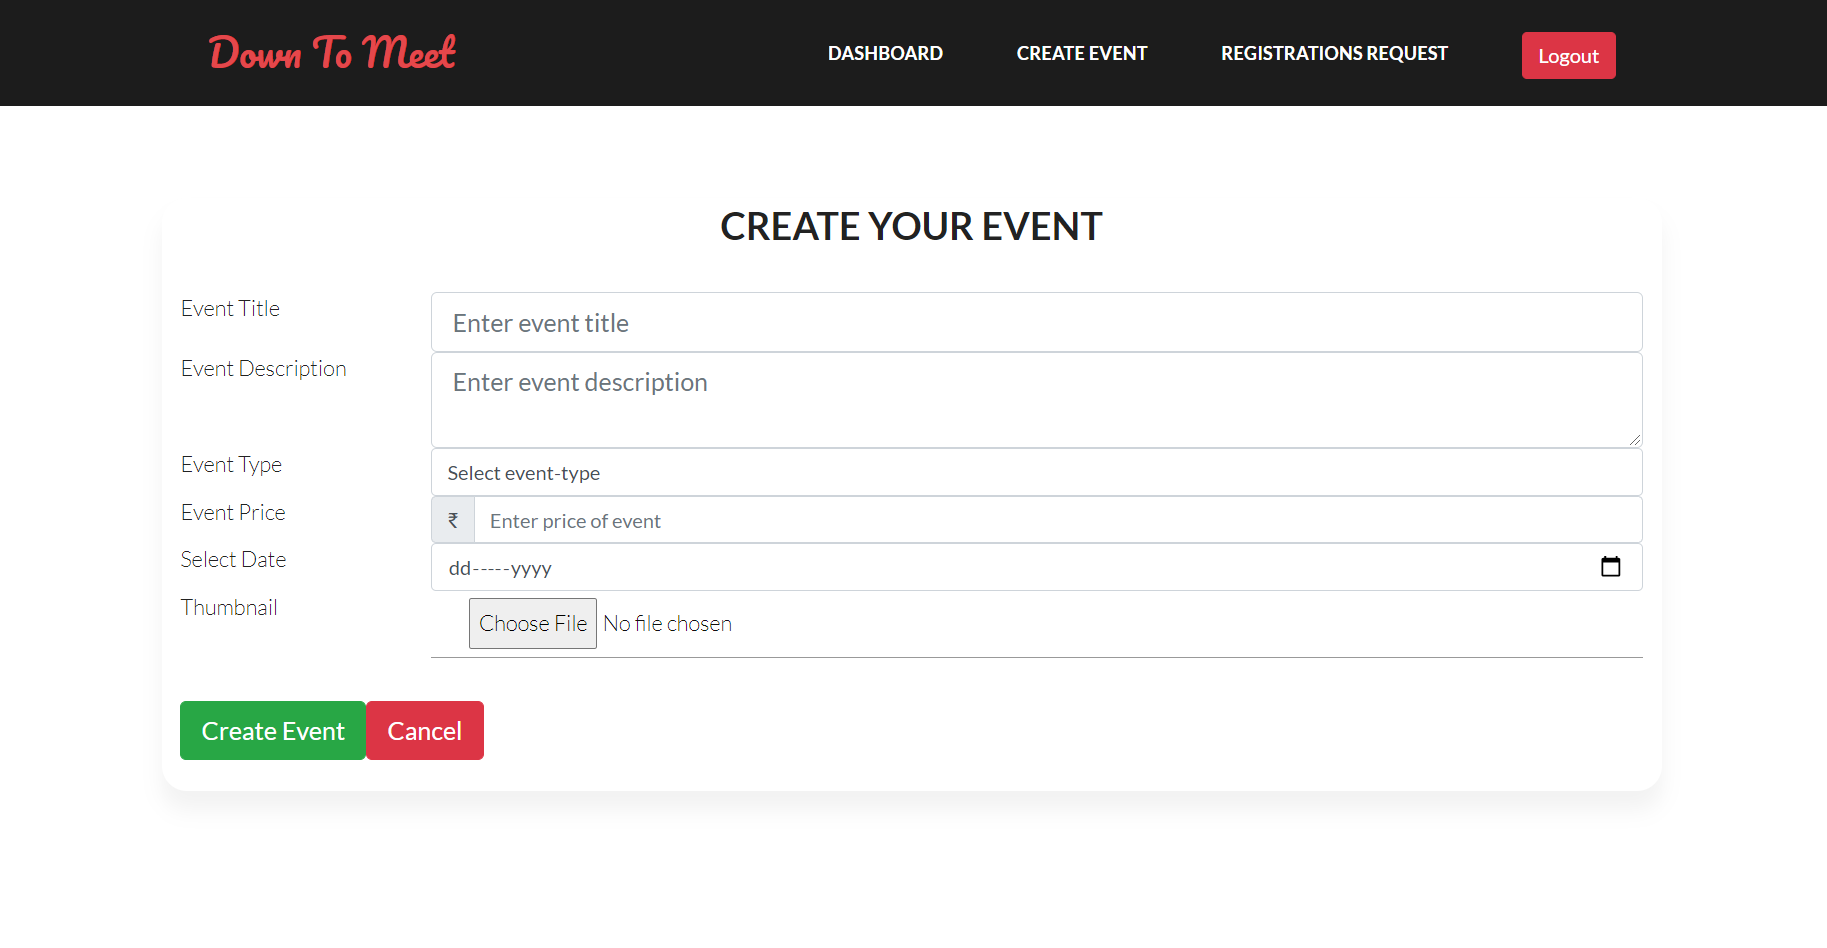 Down To Meet
DASHBOARD
CREATE EVENT
REGISTRATIONS REQUEST
Logout
CREATE YOUR EVENT
Event Title
Enter event title
Event Description
Enter event description
Event Type
Select event-type
Event Price
₹ Enter price of event
Select Date
dd-----yyyy
Thumbnail
Choose File No file chosen
Create Event
Cancel